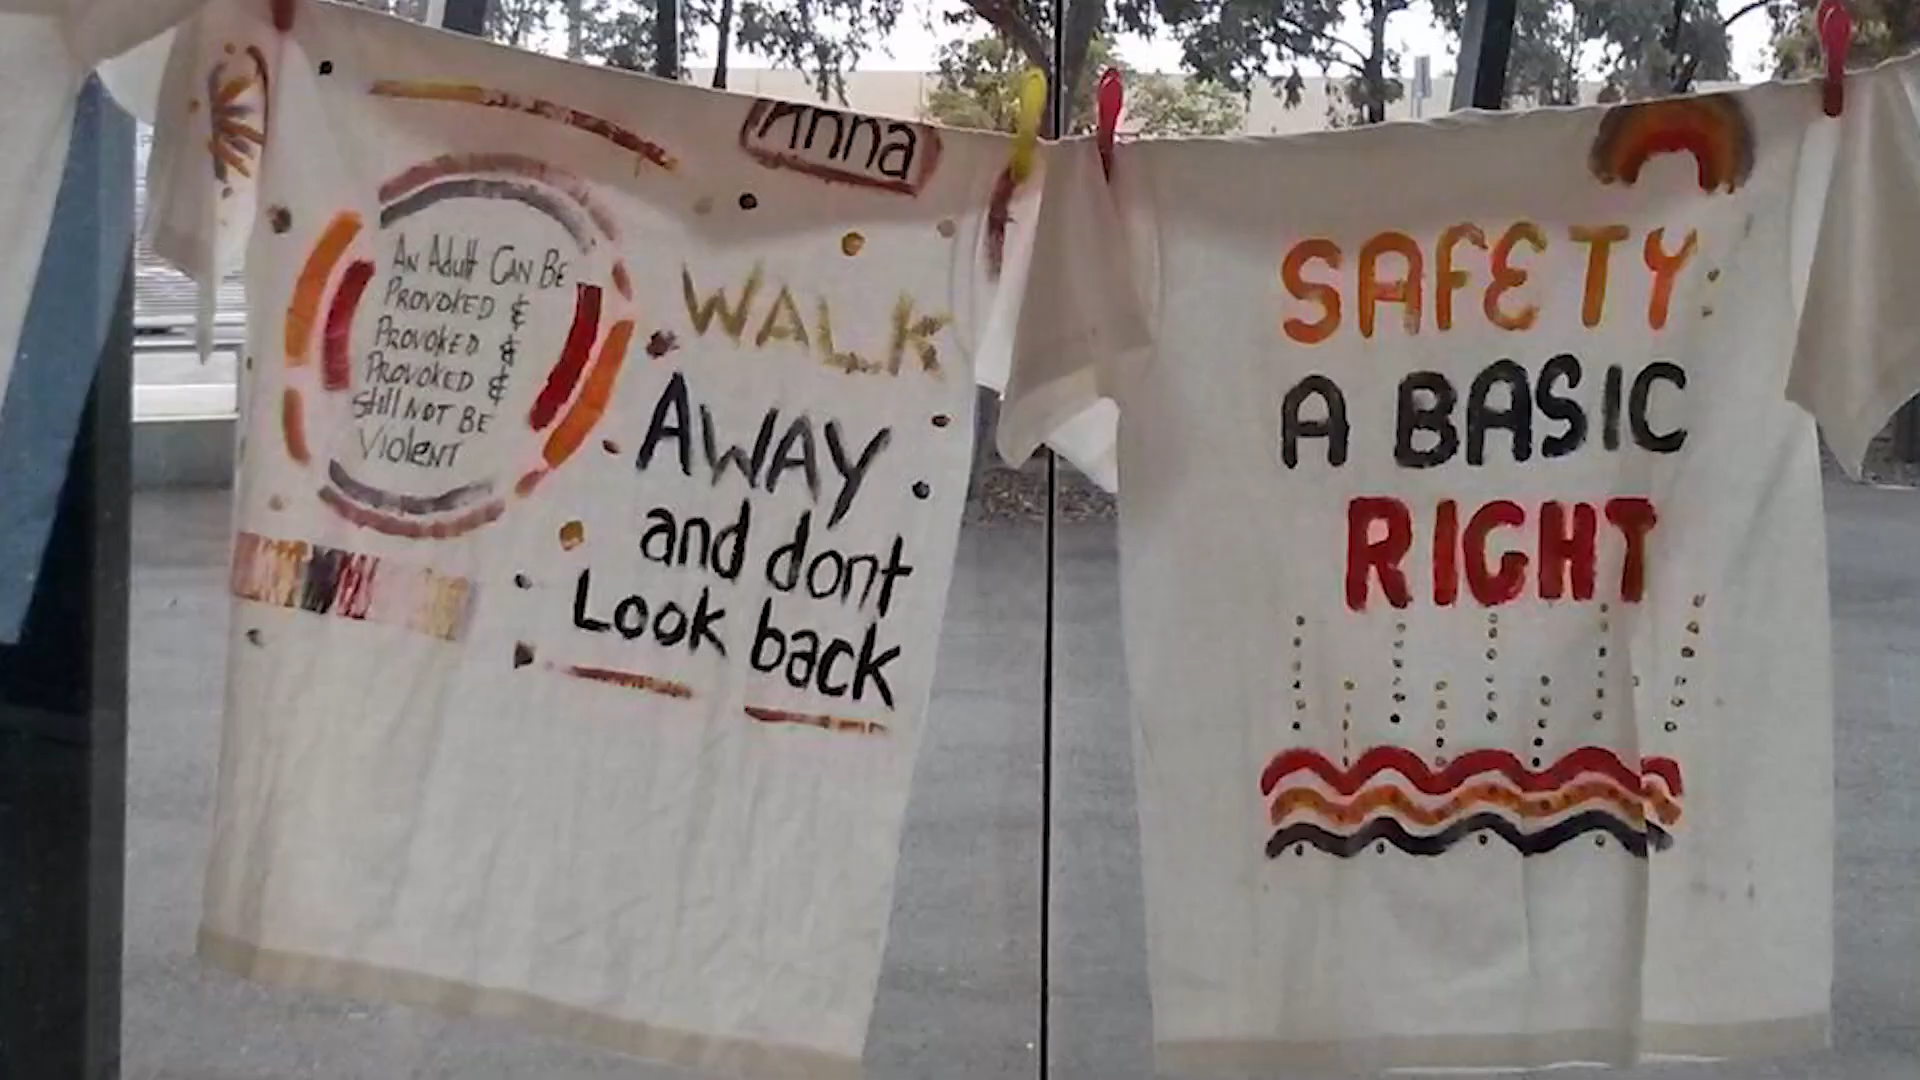 Anna
An Adult Can Be
Provoked &
Provoked &
Provoked &
Still NOT BE
Violent
WALK
AWAY
and dont
Look back
SAFETY
A BASIC
RIGHT